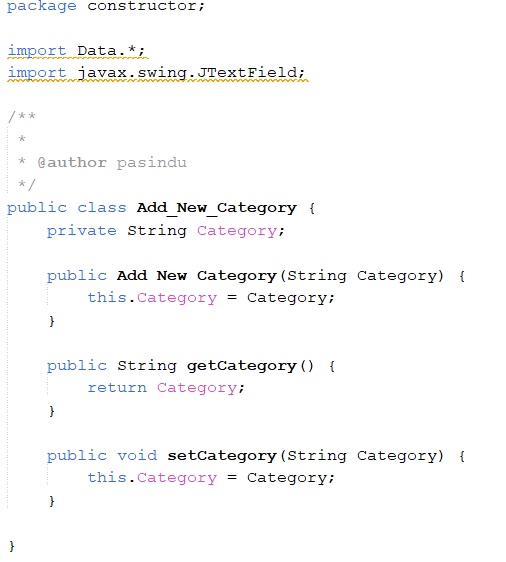 package constructor;
import Data.*;
import javax.swing.JTextField;
/**
 *
 * @author pasindu
 */
public class Add_New_Category {
    private String Category;
    public Add New Category(String Category) {
        this.Category = Category;
    }
    public String getCategory() {
        return Category;
    }
    public void setCategory(String Category) {
        this.Category = Category;
    }
}